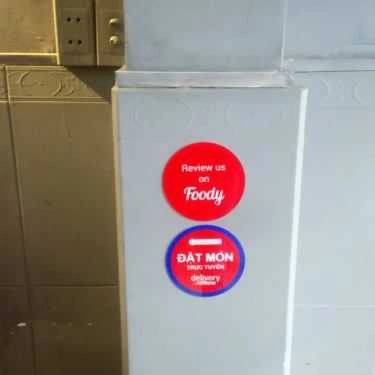 Review us
on
Foody
ĐẶT MÓN
TRỰC TUYẾN
delivery